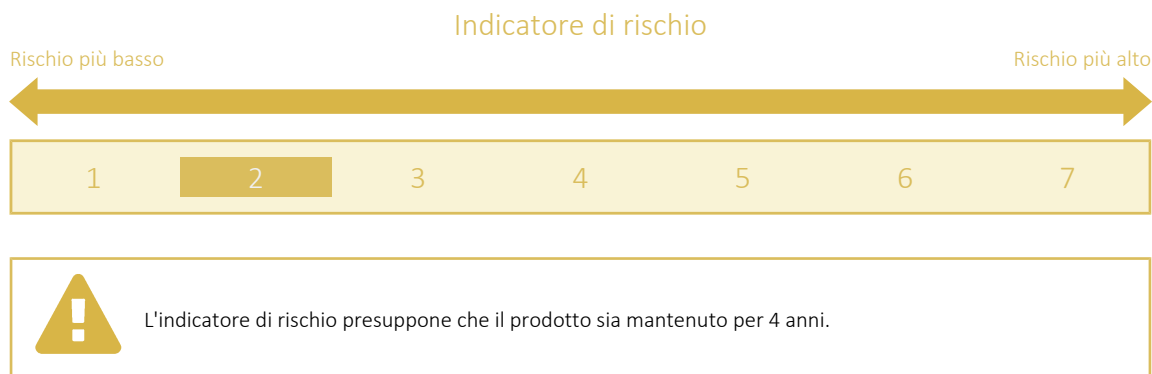 Indicatore di rischio
Rischio più basso Rischio più alto
1 2 3 4 5 6 7
L'indicatore di rischio presuppone che il prodotto sia mantenuto per 4 anni.